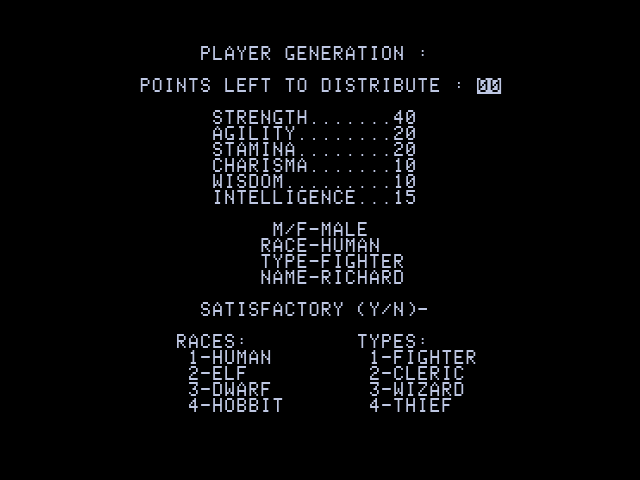 PLAYER GENERATION :
POINTS LEFT TO DISTRIBUTE : 00
STRENGTH.......40
AGILITY........20
STAMINA........20
CHARISMA.......10
WISDOM.........10
INTELLIGENCE...15
M/F-MALE
RACE-HUMAN
TYPE-FIGHTER
NAME-RICHARD
SATISFACTORY (Y/N)-
RACES: TYPES:
1-HUMAN 1-FIGHTER
2-ELF 2-CLERIC
3-DWARF 3-WIZARD
4-HOBBIT 4-THIEF